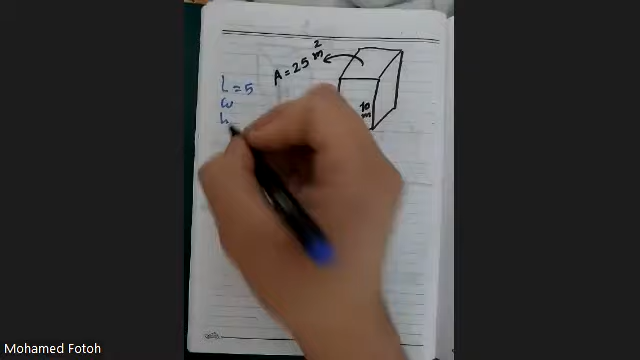 A = 25 m²
L = 5
W
h
10 m
Mohamed Fotoh